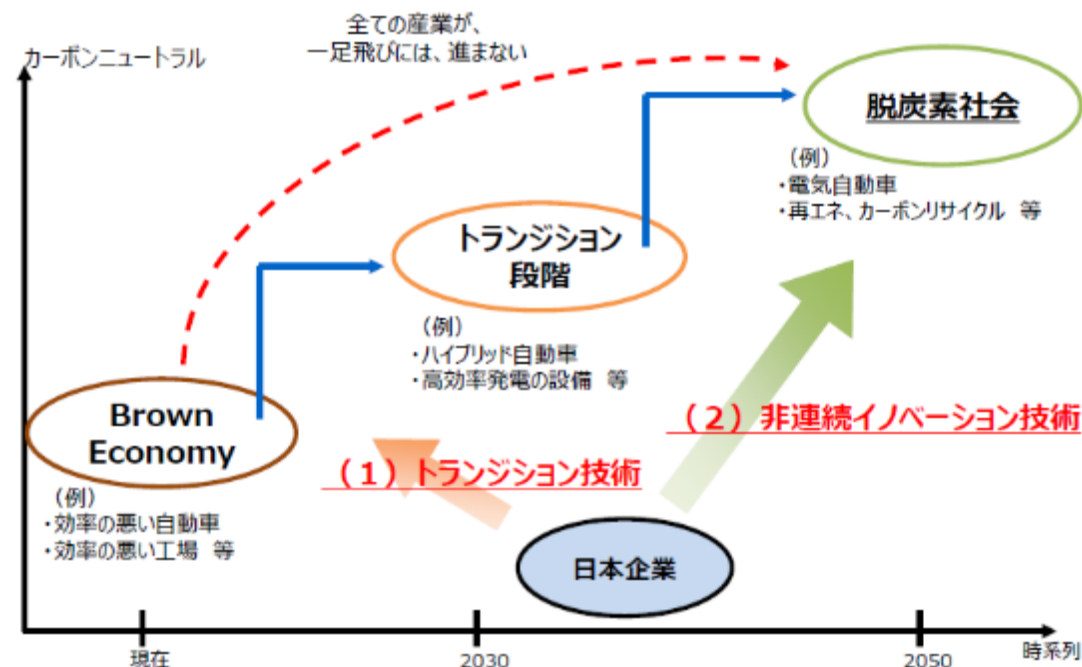 全ての産業が、
一足飛びには、進まない
カーボンニュートラル
脱炭素社会
（例）
・電気自動車
・再エネ、カーボンリサイクル 等
トランジション
段階
（例）
・ハイブリッド自動車
・高効率発電の設備 等
Brown
Economy
（例）
・効率の悪い自動車
・効率の悪い工場 等
（２）非連続イノベーション技術
（１）トランジション技術
日本企業
現在
2030
2050
時系列